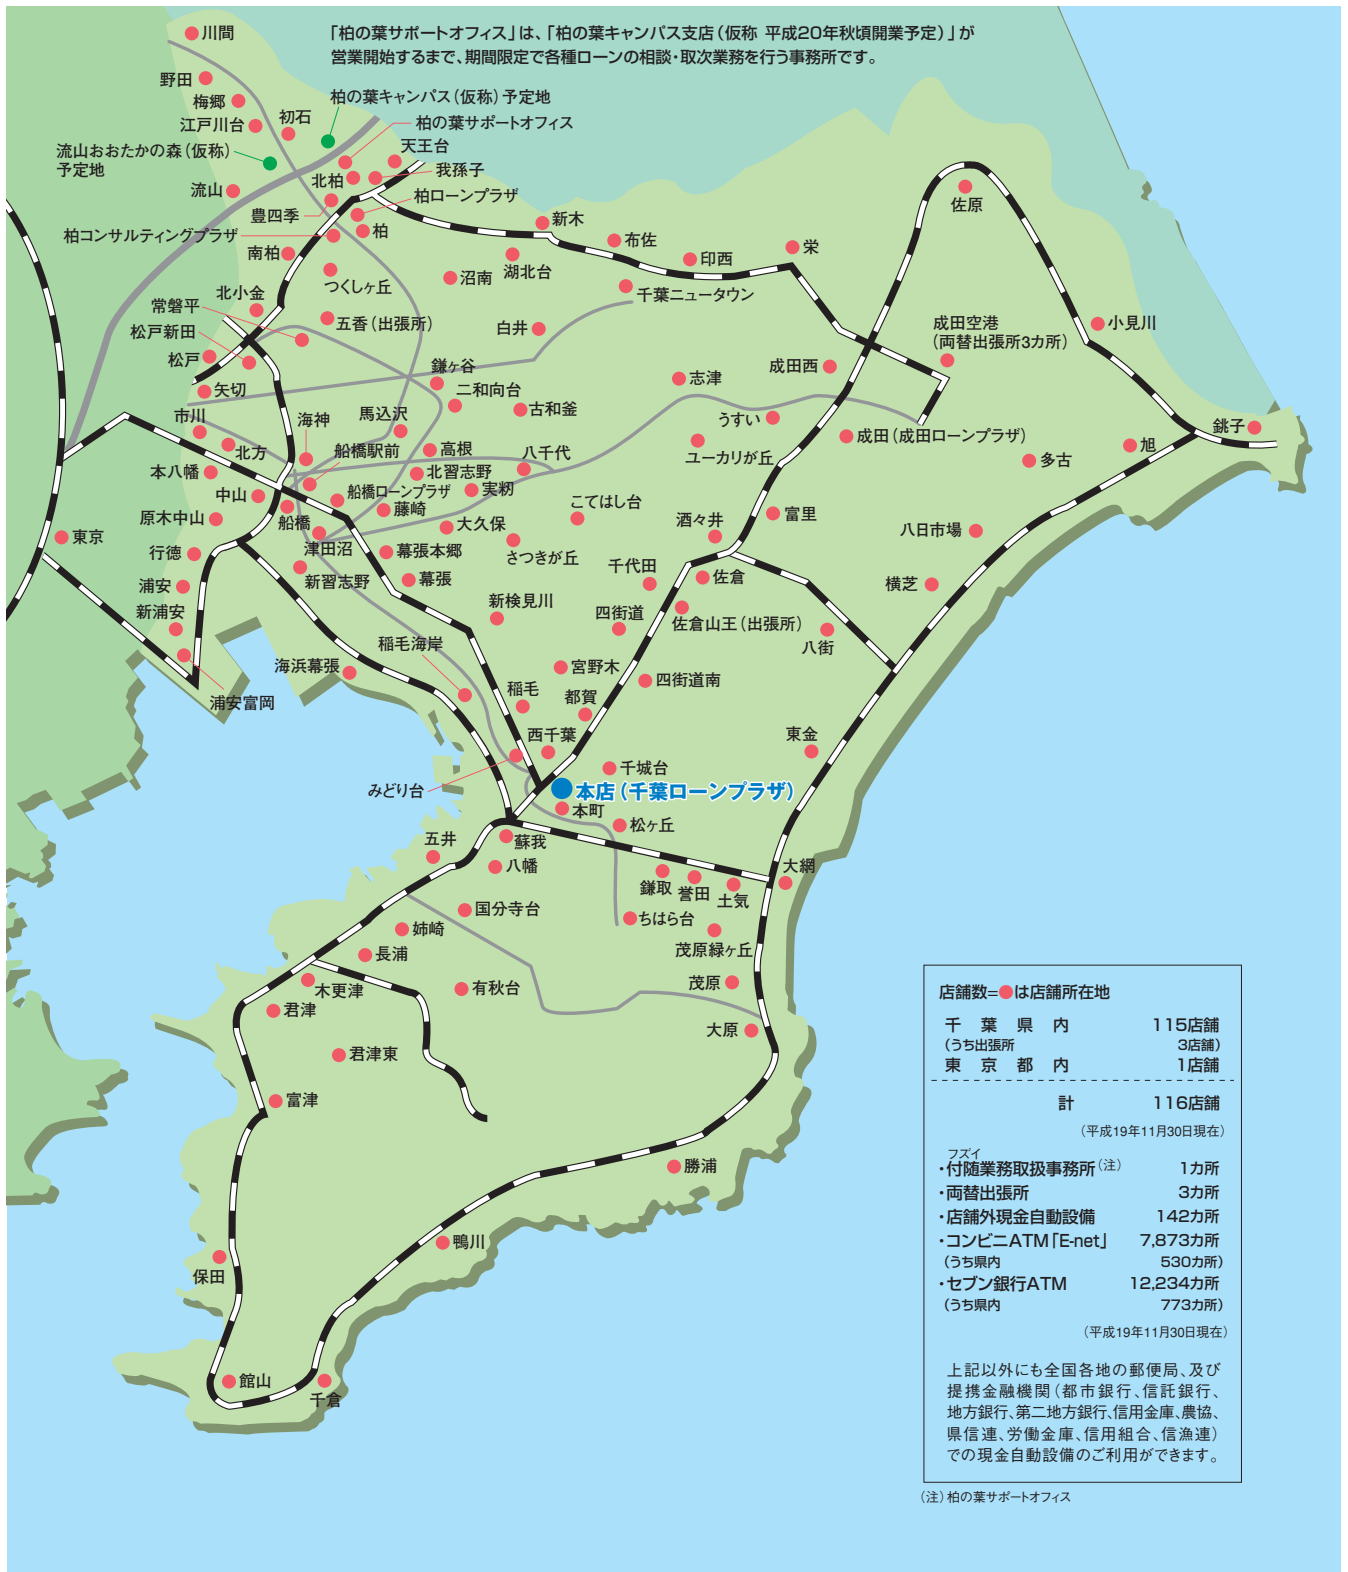 「柏の葉サポートオフィス」は、「柏の葉キャンパス支店（仮称 平成20年秋頃開業予定）」が
営業開始するまで、期間限定で各種ローンの相談・取次業務を行う事務所です。
川間
野田
梅郷
江戸川台
初石
柏の葉キャンパス（仮称）予定地
柏の葉サポートオフィス
流山おおたかの森（仮称）
予定地
天王台
我孫子
北柏
流山
豊四季
柏ローンプラザ
柏コンサルティングプラザ
柏
南柏
つくしヶ丘
新木
布佐
印西
栄
佐原
沼南
湖北台
千葉ニュータウン
北小金
常磐平
五香（出張所）
白井
松戸新田
松戸
矢切
成田空港
（両替出張所3カ所）
小見川
鎌ヶ谷
二和向台
古和釜
志津
成田西
市川
海神
馬込沢
うすい
成田（成田ローンプラザ）
銚子
旭
北方
船橋駅前
高根
八千代
ユーカリが丘
多古
本八幡
北習志野
中山
船橋ローンプラザ
実籾
こてはし台
原木中山
船橋
藤崎
大久保
酒々井
富里
八日市場
東京
津田沼
幕張本郷
さつきが丘
行徳
新習志野
幕張
千代田
佐倉
横芝
浦安
新浦安
新検見川
四街道
佐倉山王（出張所）
八街
稲毛海岸
海浜幕張
宮野木
四街道南
浦安富岡
稲毛
都賀
西千葉
東金
みどり台
千城台
本店（千葉ローンプラザ）
本町
松ヶ丘
五井
蘇我
八幡
大網
鎌取
誉田
土気
国分寺台
ちはら台
姉崎
茂原緑ヶ丘
長浦
木更津
有秋台
茂原
君津
大原
君津東
富津
勝浦
鴨川
保田
館山
千倉
店舗数=●は店舗所在地
千葉県内 115店舗
（うち出張所 3店舗）
東京都内 1店舗
計 116店舗
（平成19年11月30日現在）
フズイ
・付随業務取扱事務所（注） 1カ所
・両替出張所 3カ所
・店舗外現金自動設備 142カ所
・コンビニATM「E-net」 7,873カ所
（うち県内 530カ所）
・セブン銀行ATM 12,234カ所
（うち県内 773カ所）
（平成19年11月30日現在）
上記以外にも全国各地の郵便局、及び
提携金融機関（都市銀行、信託銀行、
地方銀行、第二地方銀行、信用金庫、農協、
県信連、労働金庫、信用組合、信漁連）
での現金自動設備のご利用ができます。
（注）柏の葉サポートオフィス